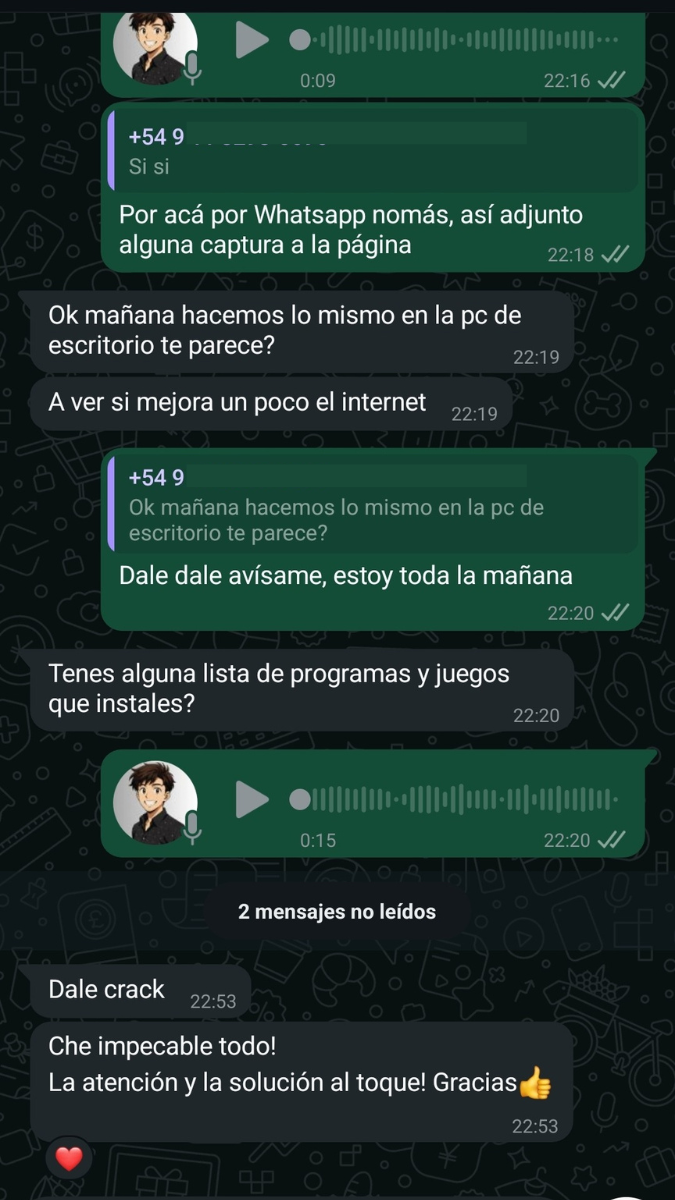 0:09
22:16
+54 9
Si si
Por acá por Whatsapp nomás, así adjunto
alguna captura a la página
22:18
Ok mañana hacemos lo mismo en la pc de
escritorio te parece?
22:19
A ver si mejora un poco el internet
22:19
+54 9
Ok mañana hacemos lo mismo en la pc de
escritorio te parece?
Dale dale avísame, estoy toda la mañana
22:20
Tenes alguna lista de programas y juegos
que instales?
22:20
0:15
22:20
2 mensajes no leídos
Dale crack
22:53
Che impecable todo!
La atención y la solución al toque! Gracias👍
22:53